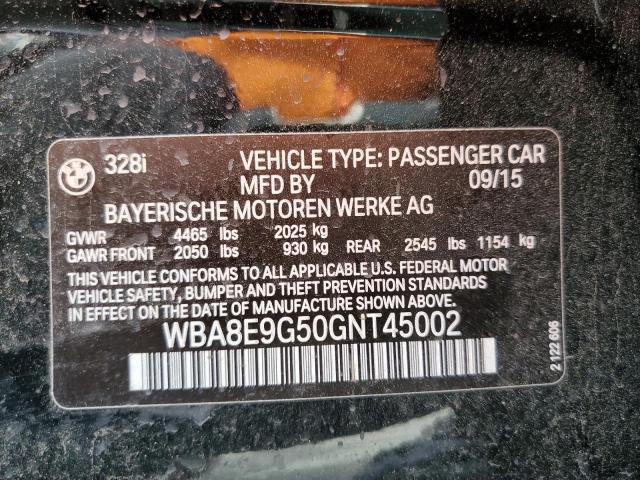 BMW 328i VEHICLE TYPE: PASSENGER CAR
MFD BY 09/15
BAYERISCHE MOTOREN WERKE AG
GVWR 4465 lbs 2025 kg
GAWR FRONT 2050 lbs 930 kg REAR 2545 lbs 1154 kg
THIS VEHICLE CONFORMS TO ALL APPLICABLE U.S. FEDERAL MOTOR
VEHICLE SAFETY, BUMPER AND THEFT PREVENTION STANDARDS
IN EFFECT ON THE DATE OF MANUFACTURE SHOWN ABOVE.
WBA8E9G50GNT45002
2 122 606